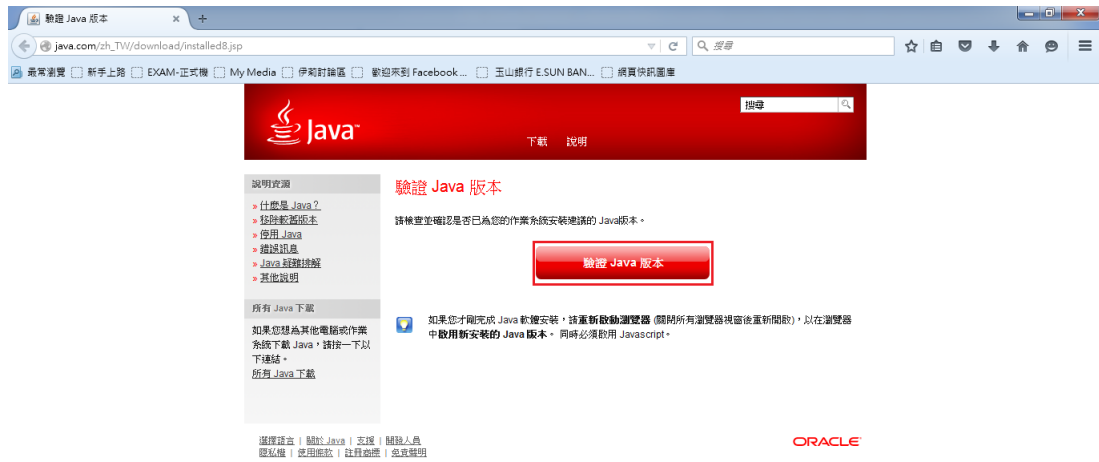 驗證 Java 版本
java.com/zh_TW/download/installed8.jsp
搜尋
最常瀏覽 新手上路 EXAM-正式機 My Media 伊莉討論區 歡迎來到 Facebook... 玉山銀行 E.SUN BAN... 網頁快訊圖庫
Java™
搜尋
下載 說明
說明資源
» 什麼是 Java？
» 移除較舊版本
» 停用 Java
» 錯誤訊息
» Java 疑難排解
» 其他說明
所有 Java 下載
如果您想為其他電腦或作業
系統下載 Java，請按一下以
下連結。
所有 Java 下載
驗證 Java 版本
請檢查並確認是否已為您的作業系統安裝建議的 Java版本。
驗證 Java 版本
如果您才剛完成 Java 軟體安裝，請重新啟動瀏覽器 (關閉所有瀏覽器視窗後重新開啟)，以在瀏覽器
中啟用新安裝的 Java 版本。 同時必須啟用 Javascript。
選擇語言 | 關於 Java | 支援 | 開發人員
隱私權 | 使用條款 | 註冊商標 | 免責聲明
ORACLE